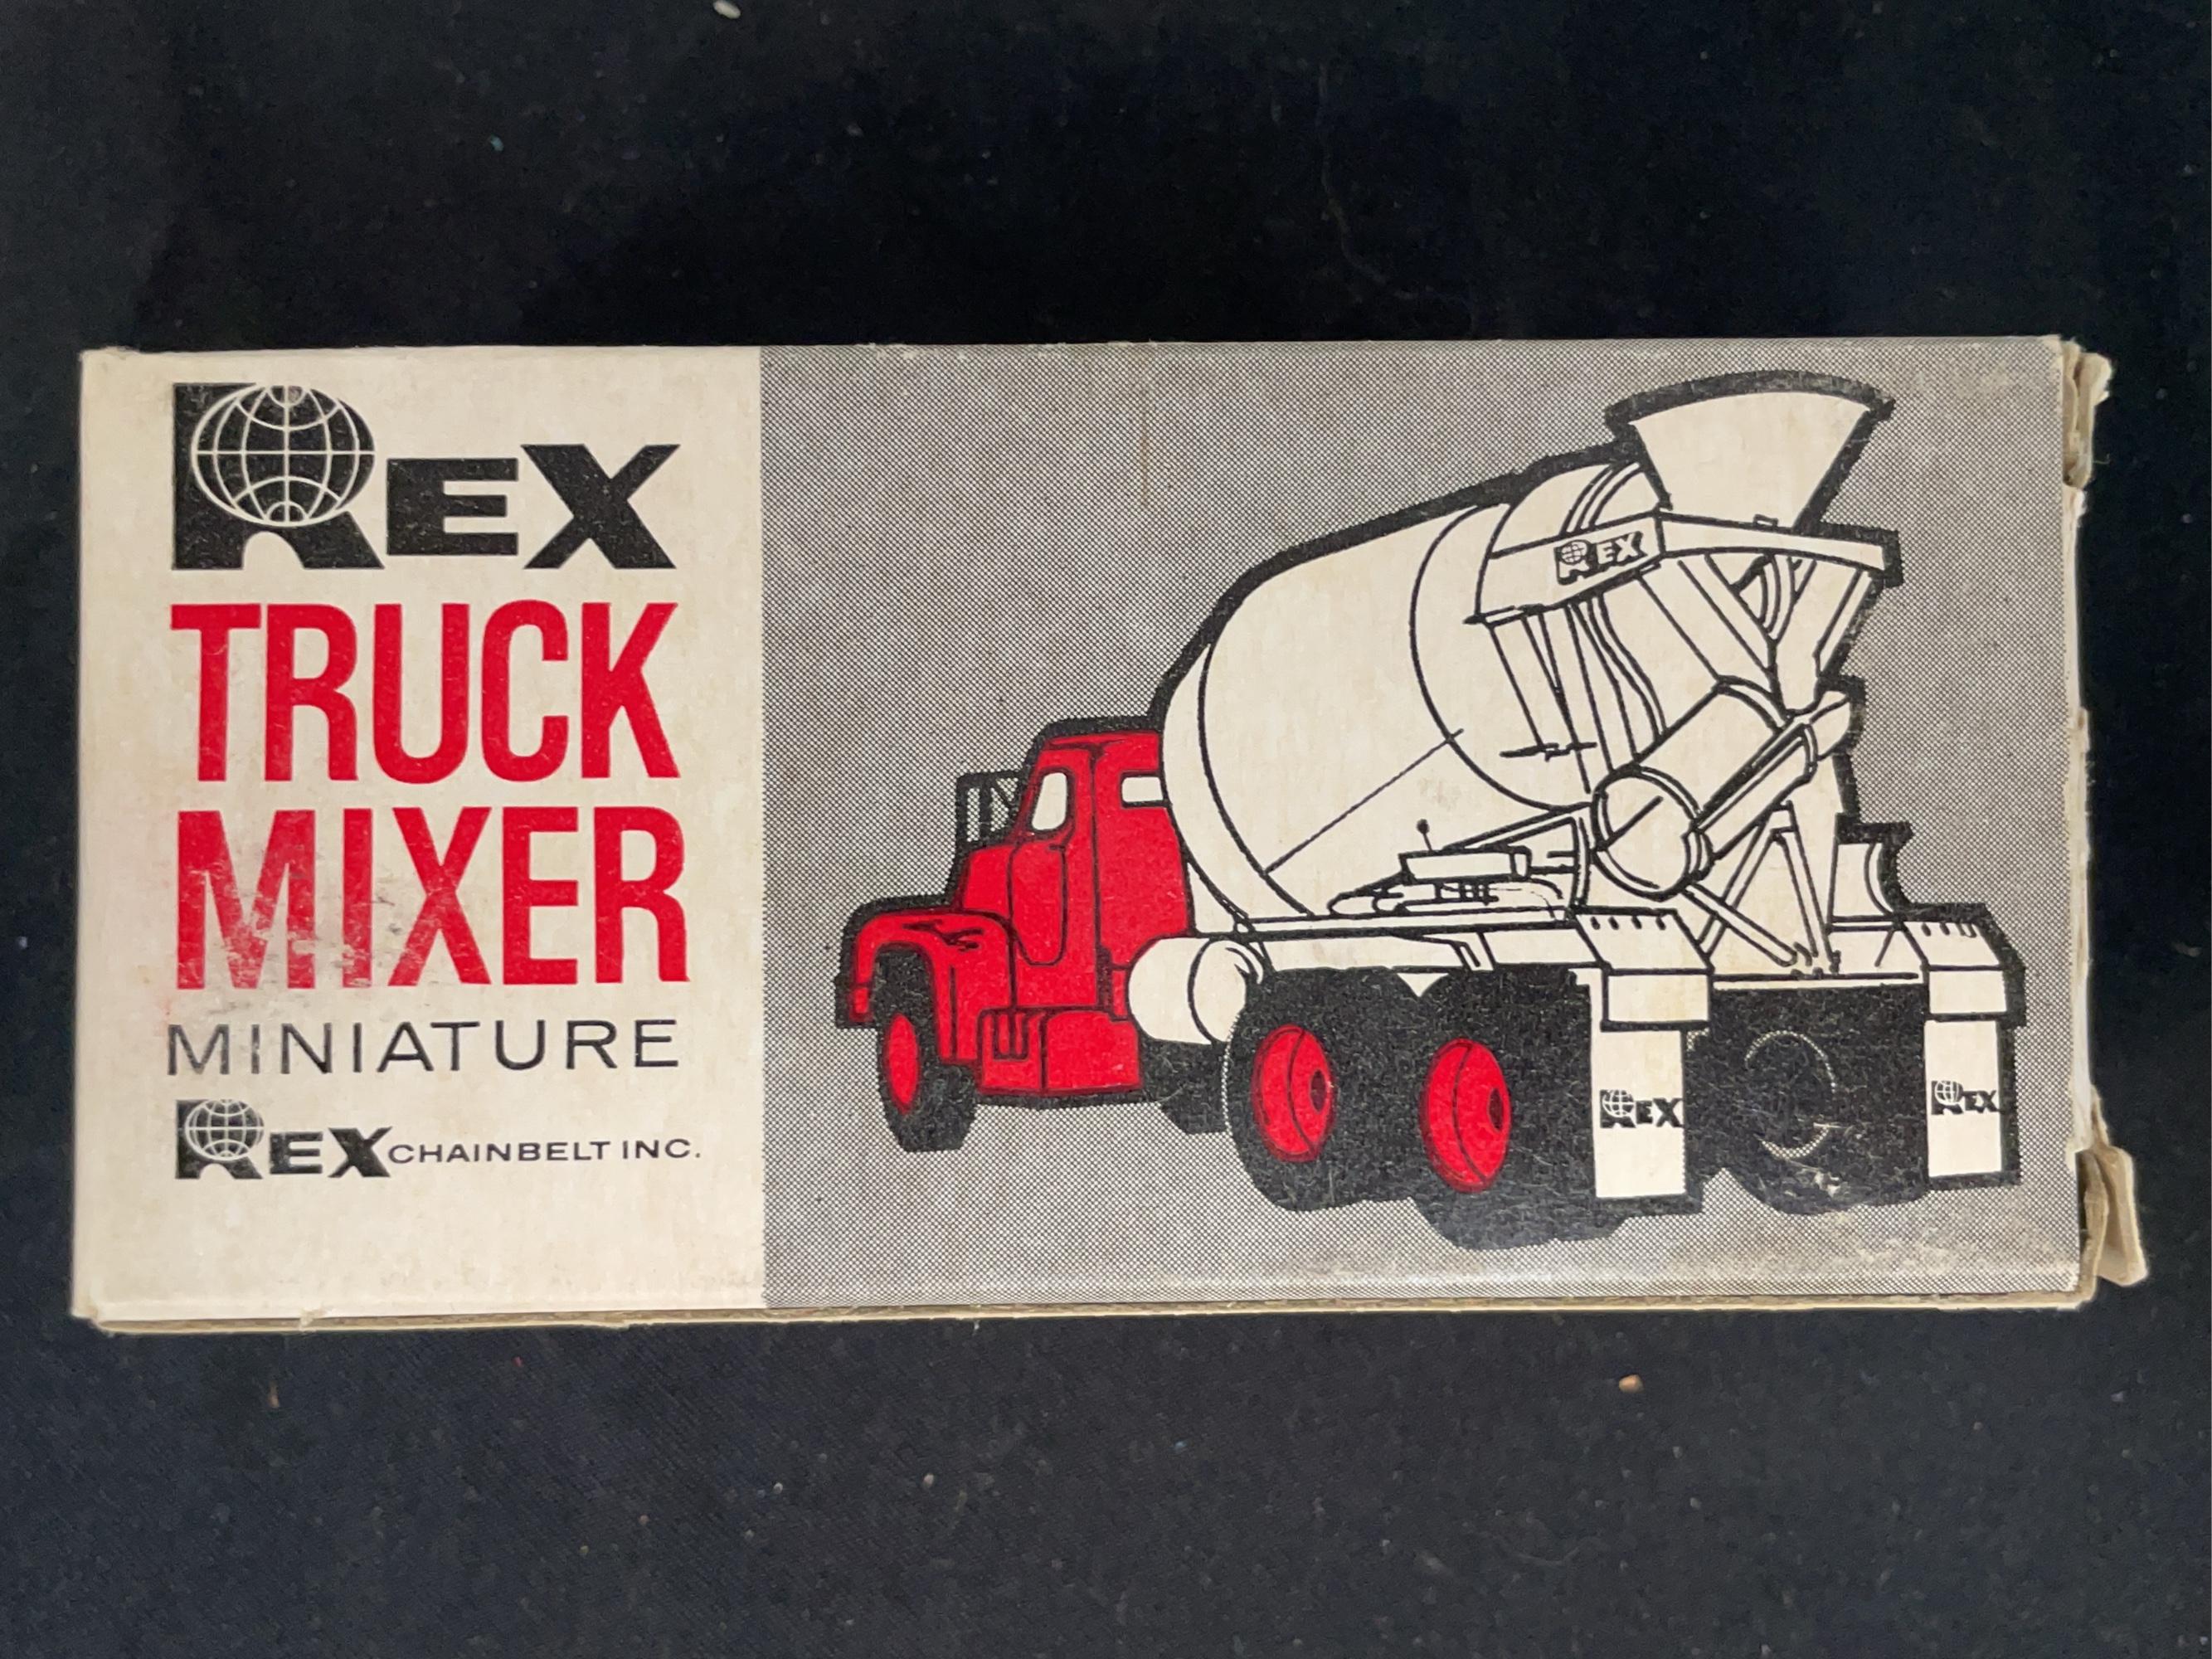 REX
TRUCK
MIXER
MINIATURE
REX CHAINBELT INC.
REX
REX
REX